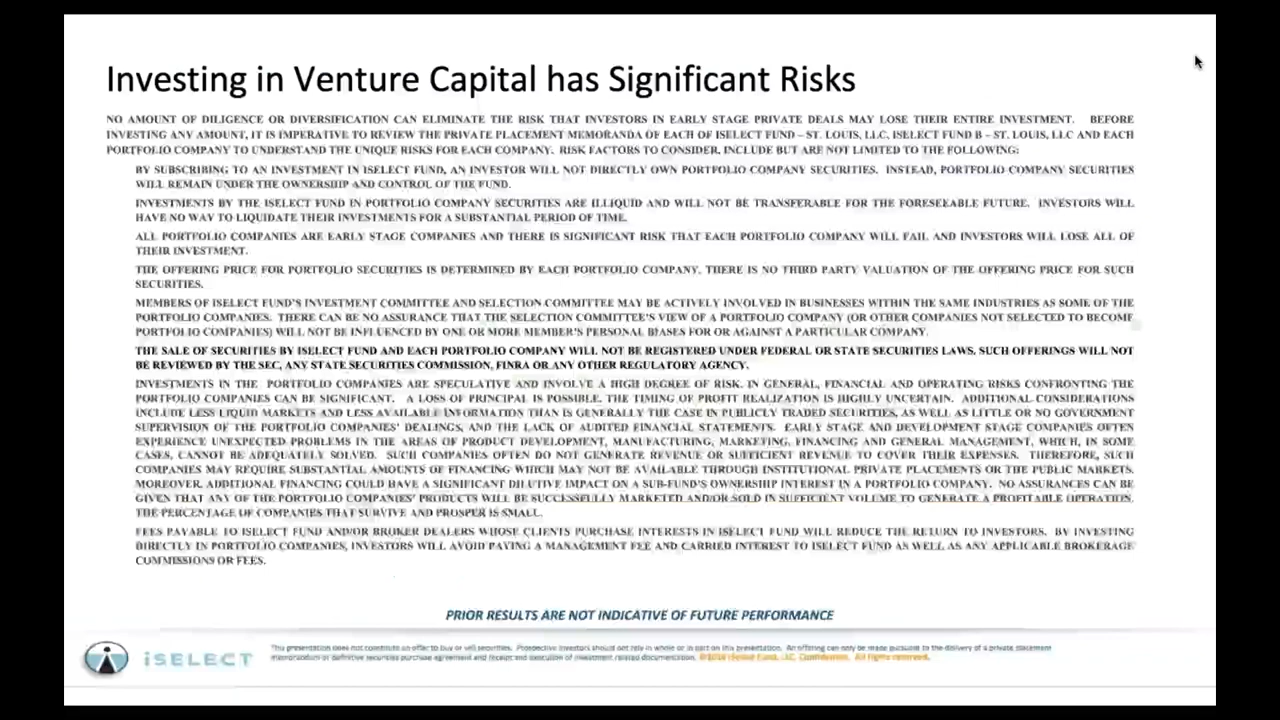 Investing in Venture Capital has Significant Risks
NO AMOUNT OF DILIGENCE OR DIVERSIFICATION CAN ELIMINATE THE RISK THAT INVESTORS IN EARLY STAGE PRIVATE DEALS MAY LOSE THEIR ENTIRE INVESTMENT. BEFORE
INVESTING ANY AMOUNT, IT IS IMPERATIVE TO REVIEW THE PRIVATE PLACEMENT MEMORANDA OF EACH OF ISELECT FUND – ST. LOUIS, LLC, ISELECT FUND B – ST. LOUIS, LLC AND EACH
PORTFOLIO COMPANY TO UNDERSTAND THE UNIQUE RISKS FOR EACH COMPANY. RISK FACTORS TO CONSIDER, INCLUDE BUT ARE NOT LIMITED TO THE FOLLOWING:
BY SUBSCRIBING TO AN INVESTMENT IN ISELECT FUND, AN INVESTOR WILL NOT DIRECTLY OWN PORTFOLIO COMPANY SECURITIES. INSTEAD, PORTFOLIO COMPANY SECURITIES
WILL REMAIN UNDER THE OWNERSHIP AND CONTROL OF THE FUND.
INVESTMENTS BY THE ISELECT FUND IN PORTFOLIO COMPANY SECURITIES ARE ILLIQUID AND WILL NOT BE TRANSFERABLE FOR THE FORESEEABLE FUTURE. INVESTORS WILL
HAVE NO WAY TO LIQUIDATE THEIR INVESTMENTS FOR A SUBSTANTIAL PERIOD OF TIME.
ALL PORTFOLIO COMPANIES ARE EARLY STAGE COMPANIES AND THERE IS SIGNIFICANT RISK THAT EACH PORTFOLIO COMPANY WILL FAIL AND INVESTORS WILL LOSE ALL OF
THEIR INVESTMENT.
THE OFFERING PRICE FOR PORTFOLIO SECURITIES IS DETERMINED BY EACH PORTFOLIO COMPANY. THERE IS NO THIRD PARTY VALUATION OF THE OFFERING PRICE FOR SUCH
SECURITIES.
MEMBERS OF ISELECT FUND'S INVESTMENT COMMITTEE AND SELECTION COMMITTEE MAY BE ACTIVELY INVOLVED IN BUSINESSES WITHIN THE SAME INDUSTRIES AS SOME OF THE
PORTFOLIO COMPANIES. THERE CAN BE NO ASSURANCE THAT THE SELECTION COMMITTEE'S VIEW OF A PORTFOLIO COMPANY (OR OTHER COMPANIES NOT SELECTED TO BECOME
PORTFOLIO COMPANIES) WILL NOT BE INFLUENCED BY ONE OR MORE MEMBER'S PERSONAL BIASES FOR OR AGAINST A PARTICULAR COMPANY.
THE SALE OF SECURITIES BY ISELECT FUND AND EACH PORTFOLIO COMPANY WILL NOT BE REGISTERED UNDER FEDERAL OR STATE SECURITIES LAWS. SUCH OFFERINGS WILL NOT
BE REVIEWED BY THE SEC, ANY STATE SECURITIES COMMISSION, FINRA OR ANY OTHER REGULATORY AGENCY.
INVESTMENTS IN THE PORTFOLIO COMPANIES ARE SPECULATIVE AND INVOLVE A HIGH DEGREE OF RISK. IN GENERAL, FINANCIAL AND OPERATING RISKS CONFRONTING THE
PORTFOLIO COMPANIES CAN BE SIGNIFICANT. A LOSS OF PRINCIPAL IS POSSIBLE. THE TIMING OF PROFIT REALIZATION IS HIGHLY UNCERTAIN. ADDITIONAL CONSIDERATIONS
INCLUDE LESS LIQUID MARKETS AND LESS AVAILABLE INFORMATION THAN IS GENERALLY THE CASE IN PUBLICLY TRADED SECURITIES, AS WELL AS LITTLE OR NO GOVERNMENT
SUPERVISION OF THE PORTFOLIO COMPANIES' DEALINGS, AND THE LACK OF AUDITED FINANCIAL STATEMENTS. EARLY STAGE AND DEVELOPMENT STAGE COMPANIES OFTEN
EXPERIENCE UNEXPECTED PROBLEMS IN THE AREAS OF PRODUCT DEVELOPMENT, MANUFACTURING, MARKETING, FINANCING AND GENERAL MANAGEMENT, WHICH, IN SOME
CASES, CANNOT BE ADEQUATELY SOLVED. SUCH COMPANIES OFTEN DO NOT GENERATE REVENUE OR SUFFICIENT REVENUE TO COVER THEIR EXPENSES. THEREFORE, SUCH
COMPANIES MAY REQUIRE SUBSTANTIAL AMOUNTS OF FINANCING WHICH MAY NOT BE AVAILABLE THROUGH INSTITUTIONAL PRIVATE PLACEMENTS OR THE PUBLIC MARKETS.
MOREOVER, ADDITIONAL FINANCING COULD HAVE A SIGNIFICANT DILUTIVE IMPACT ON A SUB-FUND'S OWNERSHIP INTEREST IN A PORTFOLIO COMPANY. NO ASSURANCES CAN BE
GIVEN THAT ANY OF THE PORTFOLIO COMPANIES' PRODUCTS WILL BE SUCCESSFULLY MARKETED AND/OR SOLD IN SUFFICIENT VOLUME TO GENERATE A PROFITABLE OPERATION.
THE PERCENTAGE OF COMPANIES THAT SURVIVE AND PROSPER IS SMALL.
FEES PAYABLE TO ISELECT FUND AND/OR BROKER DEALERS WHOSE CLIENTS PURCHASE INTERESTS IN ISELECT FUND WILL REDUCE THE RETURN TO INVESTORS. BY INVESTING
DIRECTLY IN PORTFOLIO COMPANIES, INVESTORS WILL AVOID PAYING A MANAGEMENT FEE AND CARRIED INTEREST TO ISELECT FUND AS WELL AS ANY APPLICABLE BROKERAGE
COMMISSIONS OR FEES.
PRIOR RESULTS ARE NOT INDICATIVE OF FUTURE PERFORMANCE
iSELECT
This presentation does not constitute an offer to buy or sell securities. Prospective investors should not rely in whole or in part on this presentation. An offering can only be made pursuant to the delivery of a private placement
memorandum or definitive securities purchase agreement and receipt and execution of investment related documentation. iSelect Fund, LLC. Confidential. All rights reserved.